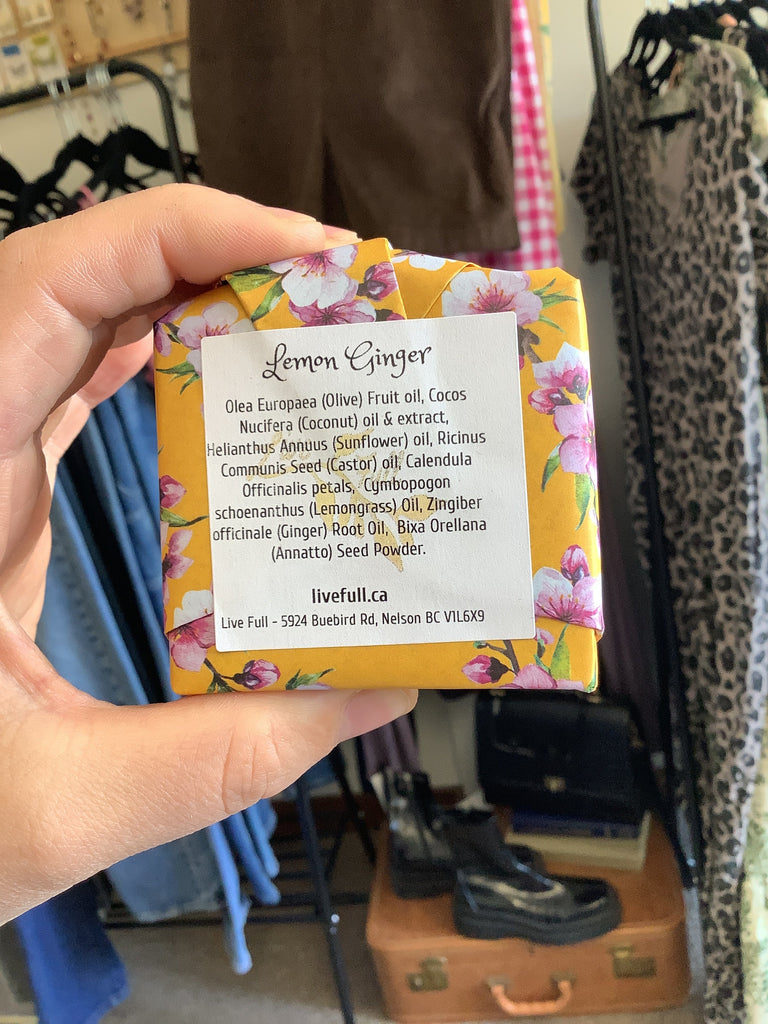 Lemon Ginger
Olea Europaea (Olive) Fruit oil, Cocos
Nucifera (Coconut) oil & extract,
Helianthus Annuus (Sunflower) oil, Ricinus
Communis Seed (Castor) oil, Calendula
Officinalis petals, Cymbopogon
schoenanthus (Lemongrass) Oil, Zingiber
officinale (Ginger) Root Oil, Bixa Orellana
(Annatto) Seed Powder.
livefull.ca
Live Full - 5924 Buebird Rd, Nelson BC V1L6X9